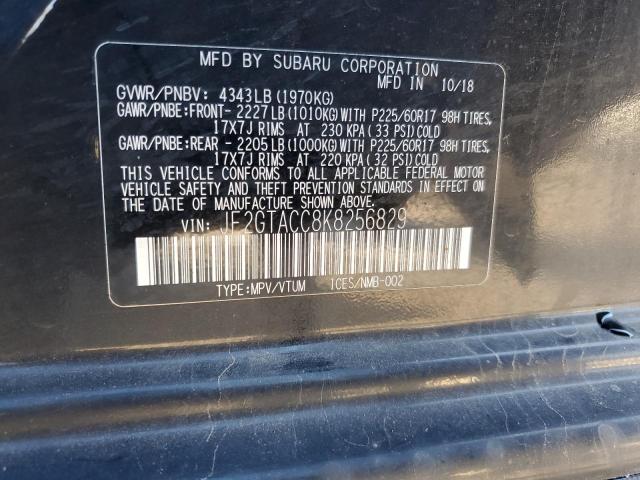 MFD. BY SUBARU CORPORATION
MFD. IN 10/18
GVWR/PNBV: 4343LB (1970KG)
GAWR/PNBE:FRONT- 2227LB (1010KG) WITH P225/60R17 98H TIRES,
17X7J RIMS AT 230 KPA ( 33 PSI) COLD
GAWR/PNBE:REAR - 2205LB (1000KG) WITH P225/60R17 98H TIRES,
17X7J RIMS AT 220 KPA ( 32 PSI) COLD
THIS VEHICLE CONFORMS TO ALL APPLICABLE FEDERAL MOTOR
VEHICLE SAFETY AND THEFT PREVENTION STANDARDS IN EFFECT ON
THE DATE OF MANUFACTURE SHOWN ABOVE.
VIN: JF2GTACC8K8256829
TYPE:MPV/VTUM ICES/NMB-002